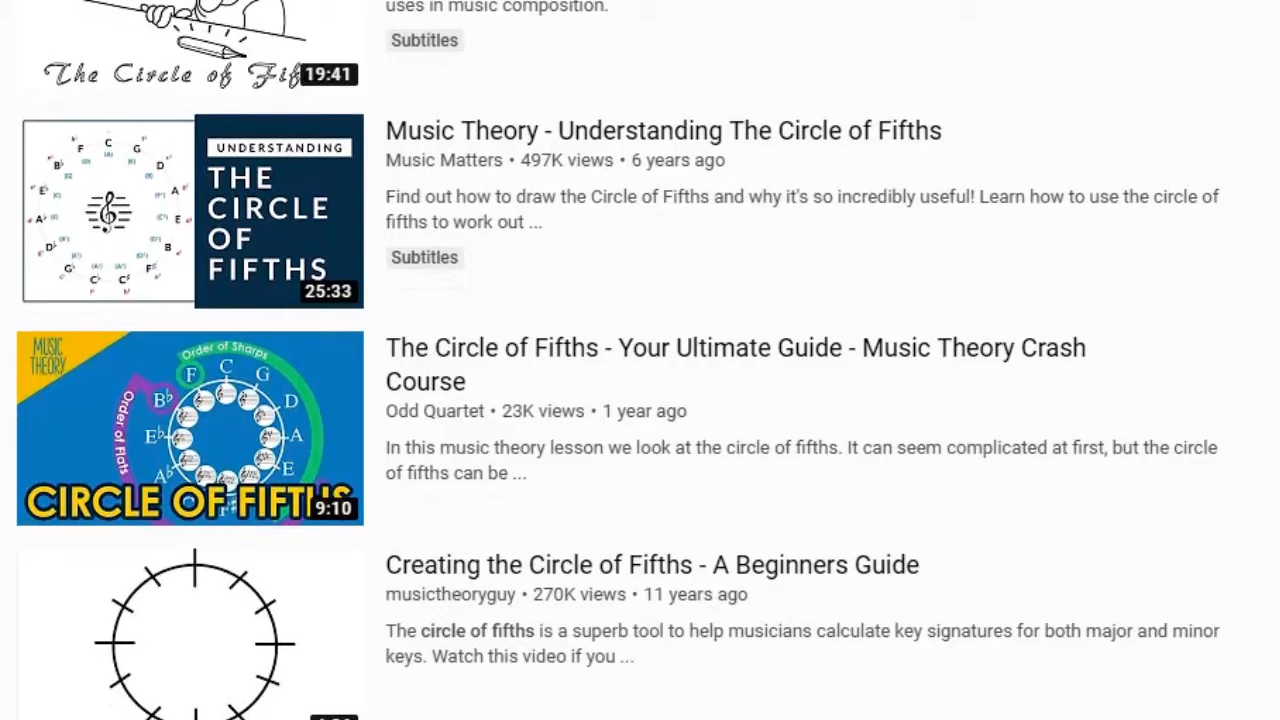 uses in music composition.
Subtitles
The Circle of Fif
19:41
Music Theory - Understanding The Circle of Fifths
Music Matters • 497K views • 6 years ago
Find out how to draw the Circle of Fifths and why it's so incredibly useful! Learn how to use the circle of
fifths to work out ...
Subtitles
UNDERSTANDING
THE
CIRCLE
OF
FIFTHS
25:33
C
G
D
A
E
B
F♯
C♯
C♭
G♭
D♭
A♭
E♭
B♭
F
The Circle of Fifths - Your Ultimate Guide - Music Theory Crash
Course
Odd Quartet • 23K views • 1 year ago
In this music theory lesson we look at the circle of fifths. It can seem complicated at first, but the circle
of fifths can be ...
MUSIC
THEORY
Order of Sharps
Order of Flats
F
C
G
D
A
E
B♭
E♭
A♭
CIRCLE OF FIFTHS
9:10
Creating the Circle of Fifths - A Beginners Guide
musictheoryguy • 270K views • 11 years ago
The circle of fifths is a superb tool to help musicians calculate key signatures for both major and minor
keys. Watch this video if you ...